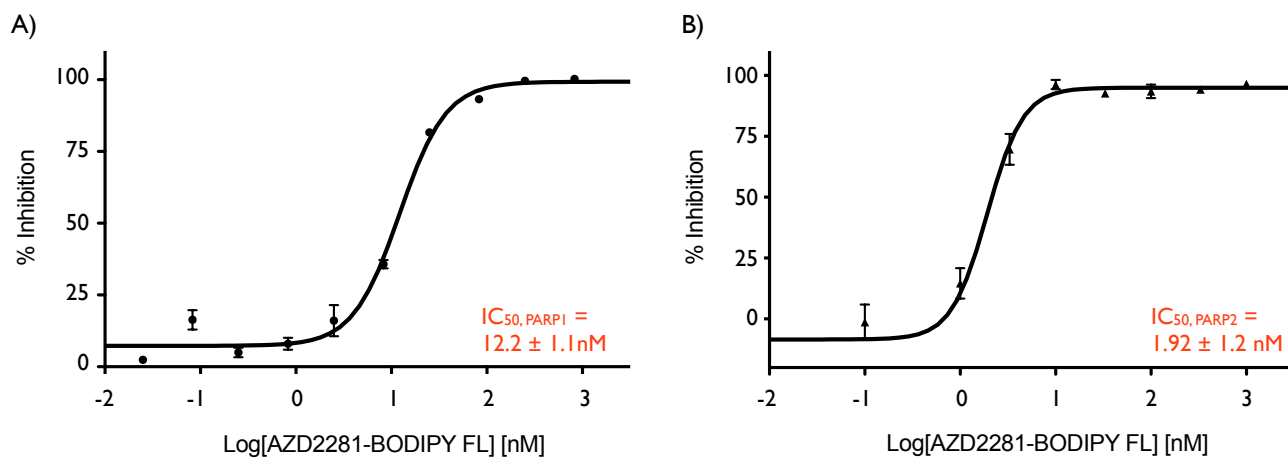 A)
% Inhibition
100
75
50
25
0
-2 -1 0 1 2 3
Log[AZD2281-BODIPY FL] [nM]
IC50, PARP1 =
12.2 ± 1.1nM
B)
% Inhibition
100
75
50
25
0
-2 -1 0 1 2 3
Log[AZD2281-BODIPY FL] [nM]
IC50, PARP2 =
1.92 ± 1.2 nM